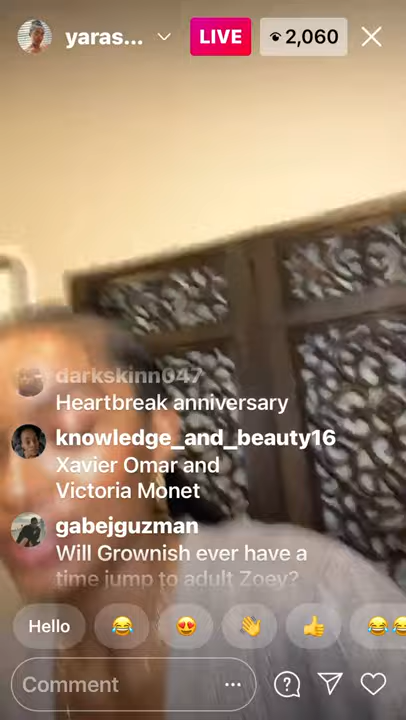 yaras...
LIVE
2,060
darkskinn047
Heartbreak anniversary
knowledge_and_beauty16
Xavier Omar and
Victoria Monet
gabejguzman
Will Grownish ever have a
time jump to adult Zoey?
Hello
Comment